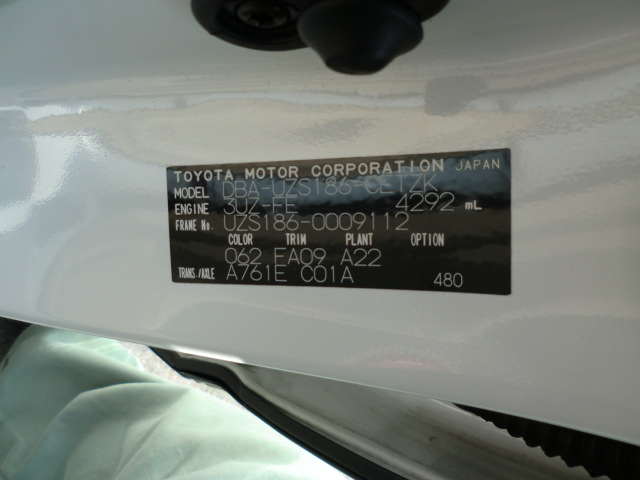 TOYOTA MOTOR CORPORATION JAPAN
MODEL DBA-UZS186-CETZK
ENGINE 3UZ-FE 4292 mL
FRAME No. UZS186-0009112
COLOR TRIM PLANT OPTION
062 FA09 A22
TRANS./AXLE A761E C01A 480